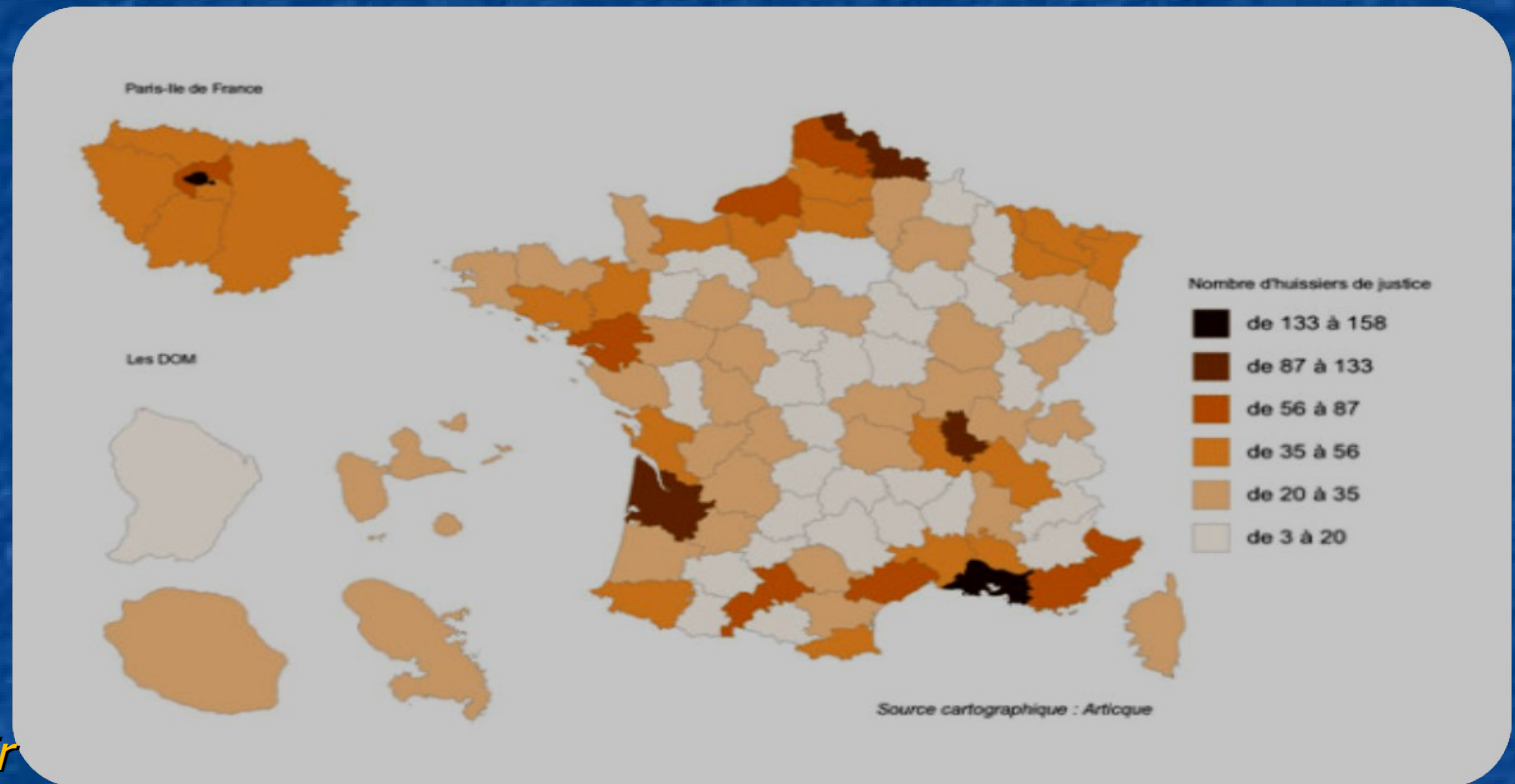 Paris-Ile de France
Les DOM
Nombre d'huissiers de justice
de 133 à 158
de 87 à 133
de 56 à 87
de 35 à 56
de 20 à 35
de 3 à 20
Source cartographique : Articque